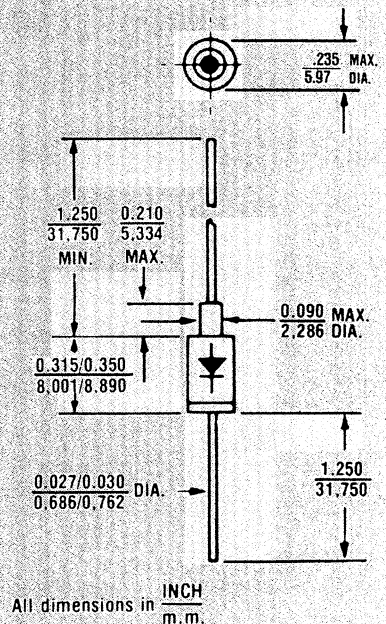 .235 MAX.
5.97 DIA.
1.250
31,750
MIN.
0.210
5,334
MAX.
0.090 MAX.
2,286 DIA.
0.315/0.350
8,001/8.890
0.027/0.030 DIA.
0,686/0,762
1.250
31,750
All dimensions in INCH
m.m.